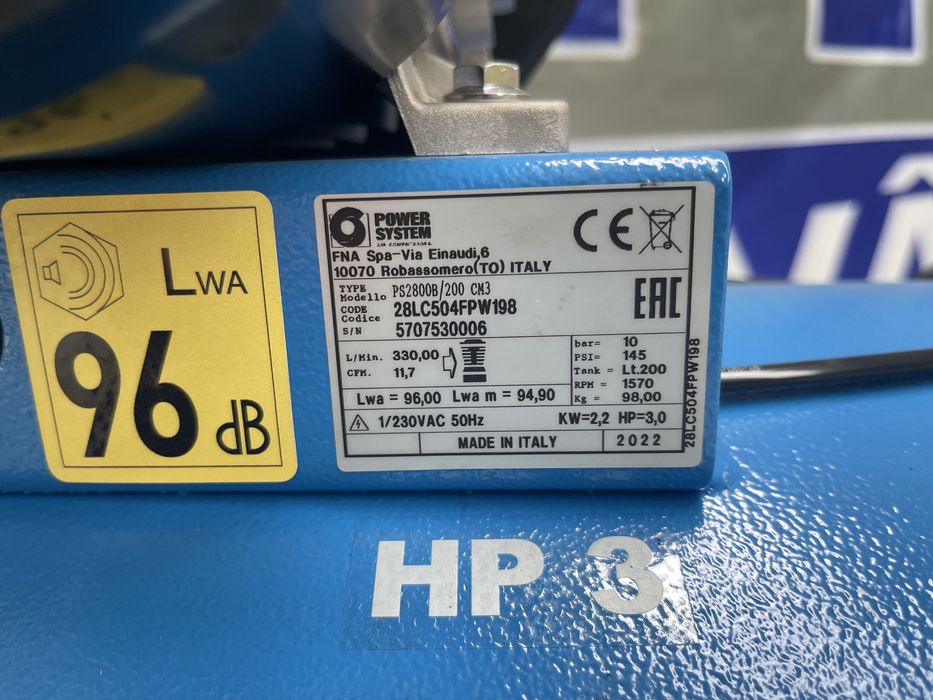 LWA
96
dB
POWER
SYSTEM
AIR COMPRESSORS
CE
FNA Spa-Via Einaudi,6
10070 Robassomero(TO) ITALY
TYPE
Modello PS2800B/200 CM3
CODE
Codice 28LC504FPW198
S/N 5707530006
EAC
L/Min. 330,00
CFM. 11,7
bar= 10
PSI= 145
Tank = Lt.200
RPM = 1570
Kg = 98,00
Lwa = 96,00 Lwa m = 94,90
1/230VAC 50Hz KW=2,2 HP=3,0
MADE IN ITALY 2022
28LC504FPW198
HP 3